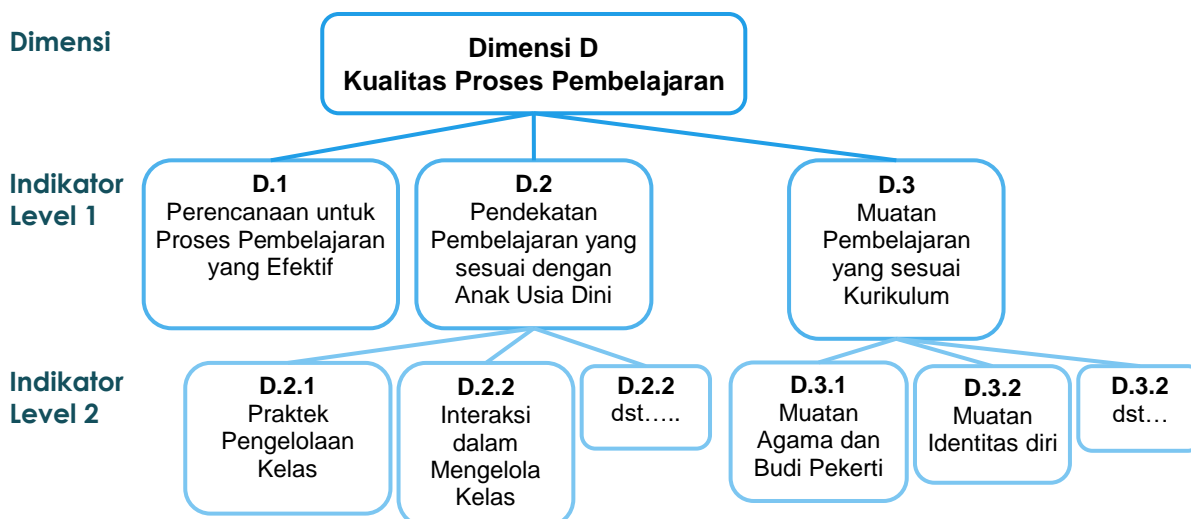 Dimensi
Dimensi D
Kualitas Proses Pembelajaran
Indikator
Level 1
D.1
Perencanaan untuk
Proses Pembelajaran
yang Efektif
D.2
Pendekatan
Pembelajaran yang
sesuai dengan
Anak Usia Dini
D.3
Muatan
Pembelajaran
yang sesuai
Kurikulum
Indikator
Level 2
D.2.1
Praktek
Pengelolaan
Kelas
D.2.2
Interaksi
dalam
Mengelola
Kelas
D.2.2
dst…..
D.3.1
Muatan
Agama dan
Budi Pekerti
D.3.2
Muatan
Identitas diri
D.3.2
dst…